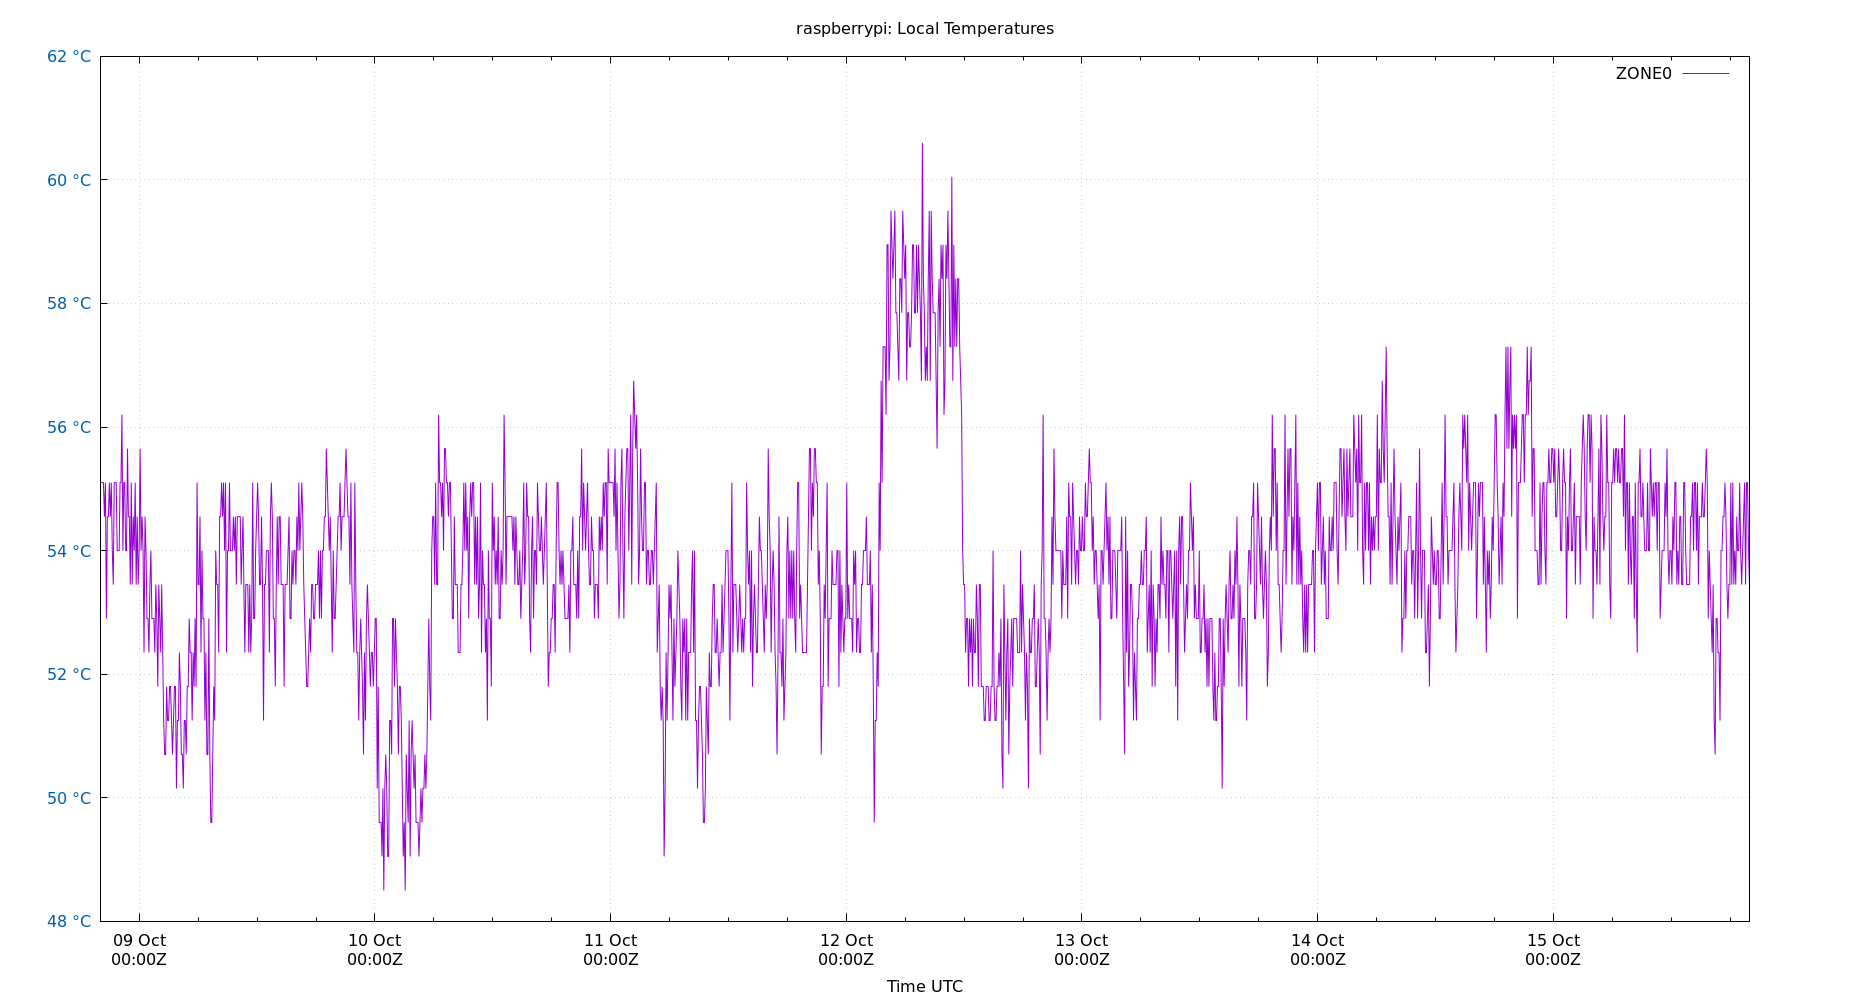 raspberrypi: Local Temperatures
62 °C
ZONE0
60 °C
58 °C
56 °C
54 °C
52 °C
50 °C
48 °C
09 Oct 10 Oct 11 Oct 12 Oct 13 Oct 14 Oct 15 Oct
00:00Z 00:00Z 00:00Z 00:00Z 00:00Z 00:00Z 00:00Z
Time UTC